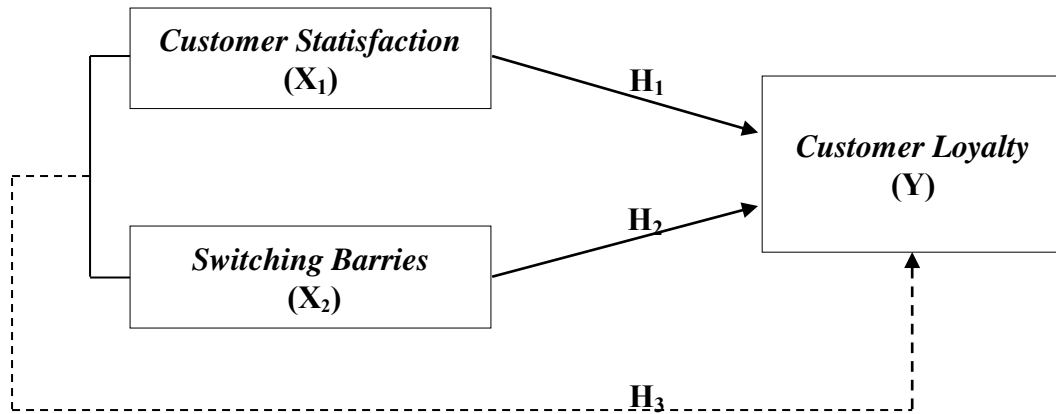 Customer Statisfaction
(X₁)
H₁
Customer Loyalty
(Y)
H₂
Switching Barries
(X₂)
H₃